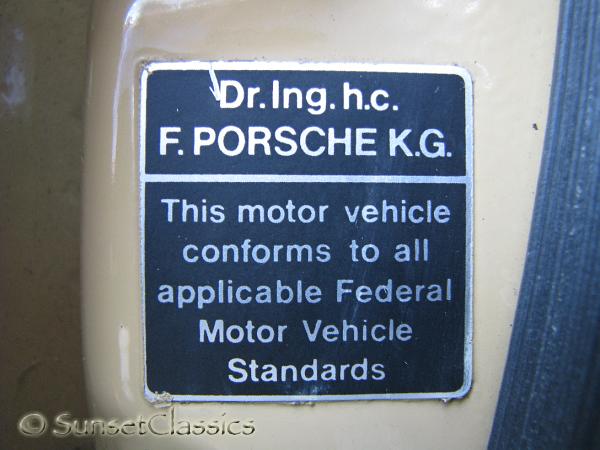 Dr.Ing.h.c.
F. PORSCHE K.G.
This motor vehicle
conforms to all
applicable Federal
Motor Vehicle
Standards
© SunsetClassics